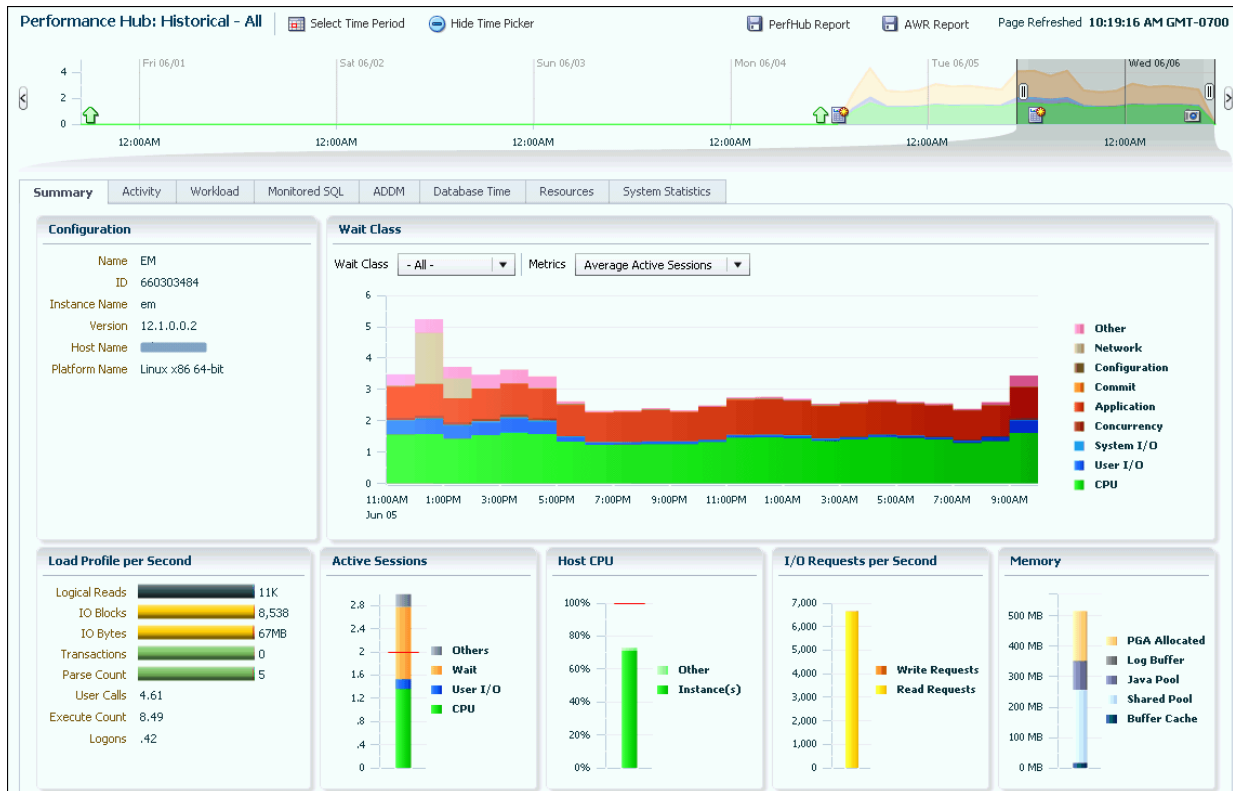 Performance Hub: Historical - All Select Time Period Hide Time Picker PerfHub Report AWR Report Page Refreshed 10:19:16 AM GMT-0700
Fri 06/01 Sat 06/02 Sun 06/03 Mon 06/04 Tue 06/05 Wed 06/06
4
2
0
12:00AM 12:00AM 12:00AM 12:00AM 12:00AM 12:00AM
Summary Activity Workload Monitored SQL ADDM Database Time Resources System Statistics
Configuration
Name EM
ID 660303484
Instance Name em
Version 12.1.0.0.2
Host Name
Platform Name Linux x86 64-bit
Wait Class
Wait Class - All - Metrics Average Active Sessions
6
5
4
3
2
1
0
11:00AM 1:00PM 3:00PM 5:00PM 7:00PM 9:00PM 11:00PM 1:00AM 3:00AM 5:00AM 7:00AM 9:00AM
Jun 05
Other
Network
Configuration
Commit
Application
Concurrency
System I/O
User I/O
CPU
Load Profile per Second
Logical Reads 11K
IO Blocks 8,538
IO Bytes 67MB
Transactions 0
Parse Count 5
User Calls 4.61
Execute Count 8.49
Logons .42
Active Sessions
2.8
2.4
2
1.6
1.2
.8
.4
0
Others
Wait
User I/O
CPU
Host CPU
100%
80%
60%
40%
20%
0%
Other
Instance(s)
I/O Requests per Second
7,000
6,000
5,000
4,000
3,000
2,000
1,000
0
Write Requests
Read Requests
Memory
500 MB
400 MB
300 MB
200 MB
100 MB
0 MB
PGA Allocated
Log Buffer
Java Pool
Shared Pool
Buffer Cache